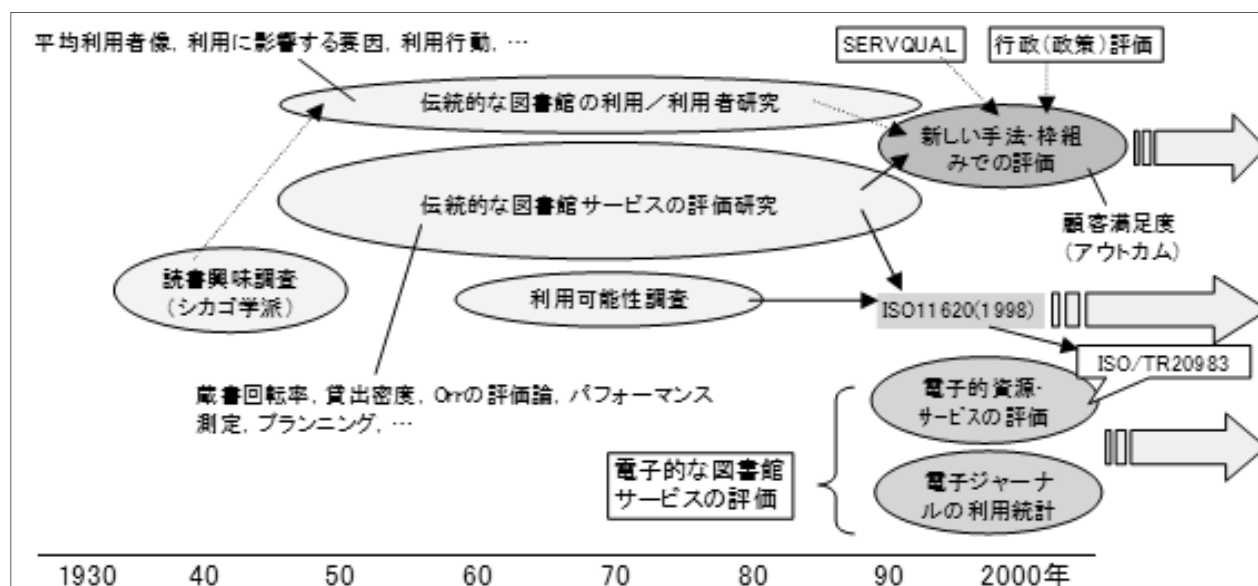 平均利用者像, 利用に影響する要因, 利用行動, …
SERVQUAL
行政(政策)評価
伝統的な図書館の利用／利用者研究
新しい手法・枠組
みでの評価
伝統的な図書館サービスの評価研究
顧客満足度
(アウトカム)
読書興味調査
(シカゴ学派)
利用可能性調査
ISO11620(1998)
ISO/TR20983
蔵書回転率, 貸出密度, Orrの評価論, パフォーマンス
測定, プランニング, …
電子的資源・
サービスの評価
電子的な図書館
サービスの評価
電子ジャーナ
ルの利用統計
1930 40 50 60 70 80 90 2000年